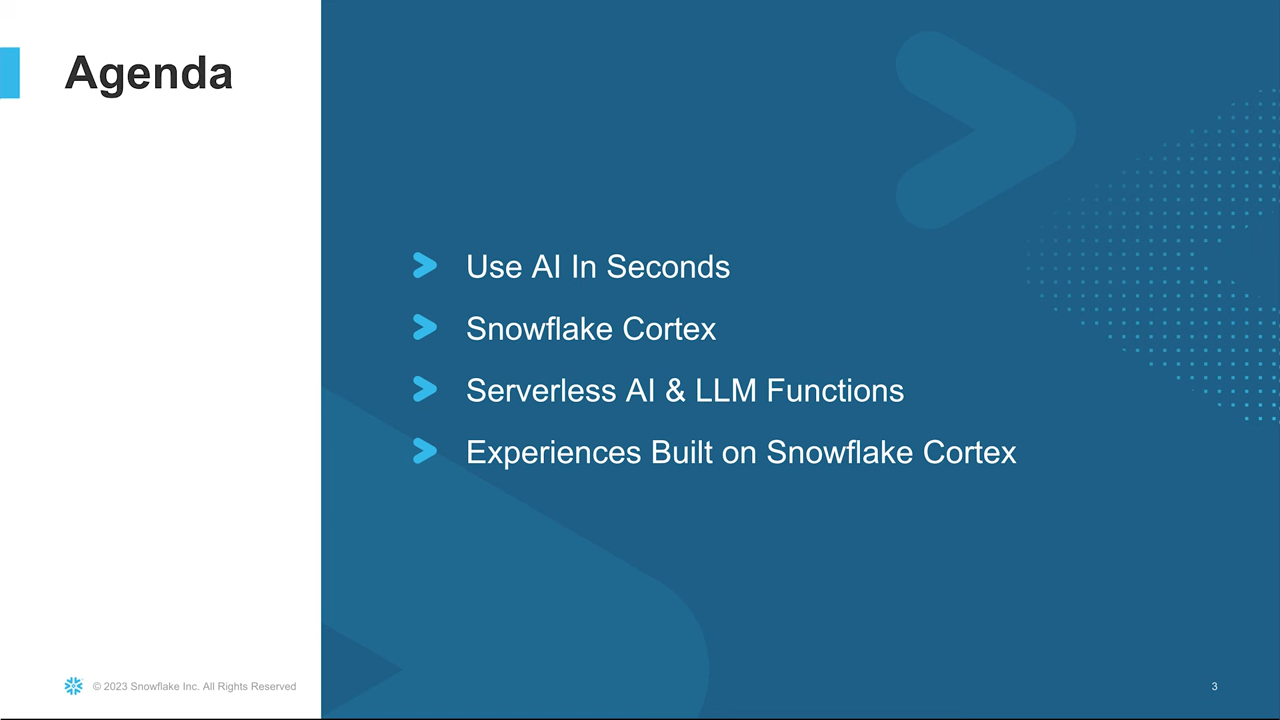 Agenda
Use AI In Seconds
Snowflake Cortex
Serverless AI & LLM Functions
Experiences Built on Snowflake Cortex
© 2023 Snowflake Inc. All Rights Reserved
3